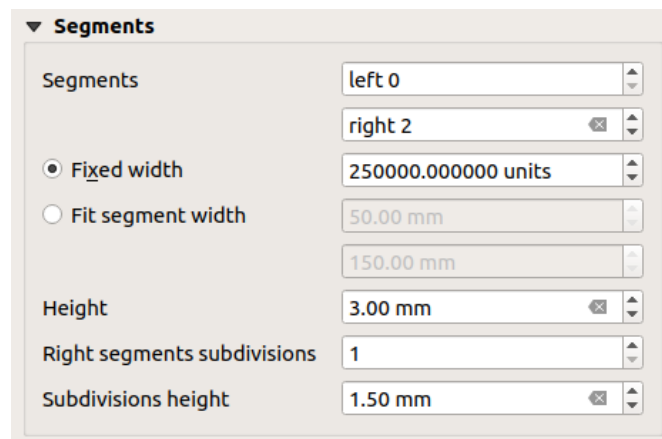 Segments
Segments left 0
right 2
Fixed width 250000.000000 units
Fit segment width 50.00 mm
150.00 mm
Height 3.00 mm
Right segments subdivisions 1
Subdivisions height 1.50 mm